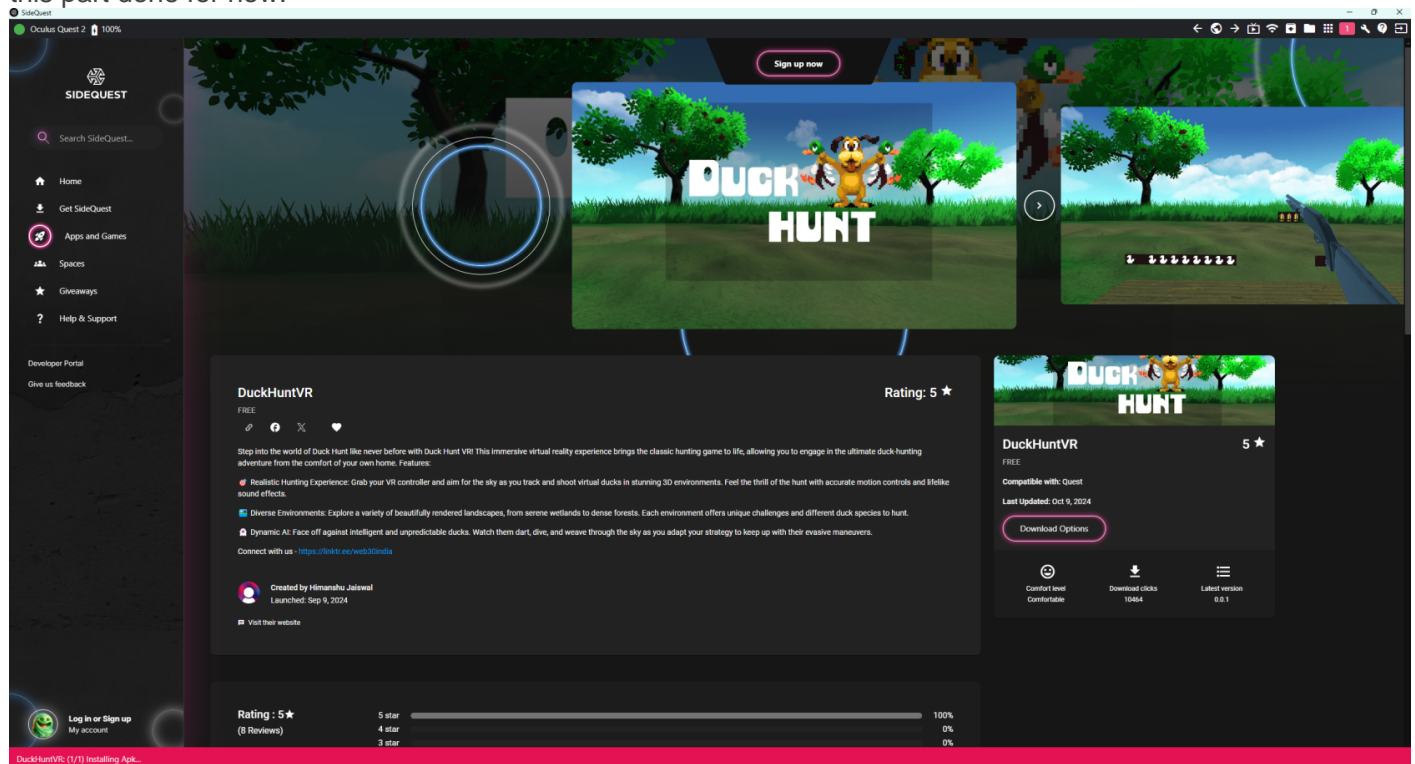 this part done for now.
SideQuest
Oculus Quest 2 100%
1
Sign up now
SIDEQUEST
Search SideQuest...
Home
Get SideQuest
Apps and Games
Spaces
Giveaways
Help & Support
Developer Portal
Give us feedback
DUCK
HUNT
DuckHuntVR
Rating: 5 ★
FREE
Step into the world of Duck Hunt like never before with Duck Hunt VR! This immersive virtual reality experience brings the classic hunting game to life, allowing you to engage in the ultimate duck-hunting
adventure from the comfort of your own home. Features:
🎯 Realistic Hunting Experience: Grab your VR controller and aim for the sky as you track and shoot virtual ducks in stunning 3D environments. Feel the thrill of the hunt with accurate motion controls and lifelike
sound effects.
Diverse Environments: Explore a variety of beautifully rendered landscapes, from serene wetlands to dense forests. Each environment offers unique challenges and different duck species to hunt.
Dynamic AI: Face off against intelligent and unpredictable ducks. Watch them dart, dive, and weave through the sky as you adapt your strategy to keep up with their evasive maneuvers.
Connect with us - https://linktr.ee/web30india
Created by Himanshu Jaiswal
Launched: Sep 9, 2024
Visit their website
DUCK
HUNT
DuckHuntVR
5 ★
FREE
Compatible with: Quest
Last Updated: Oct 9, 2024
Download Options
Comfort level
Comfortable
Download clicks
10464
Latest version
0.0.1
Rating : 5★
(8 Reviews)
5 star 100%
4 star 0%
3 star 0%
Log in or Sign up
My account
DuckHuntVR: (1/1) Installing Apk...